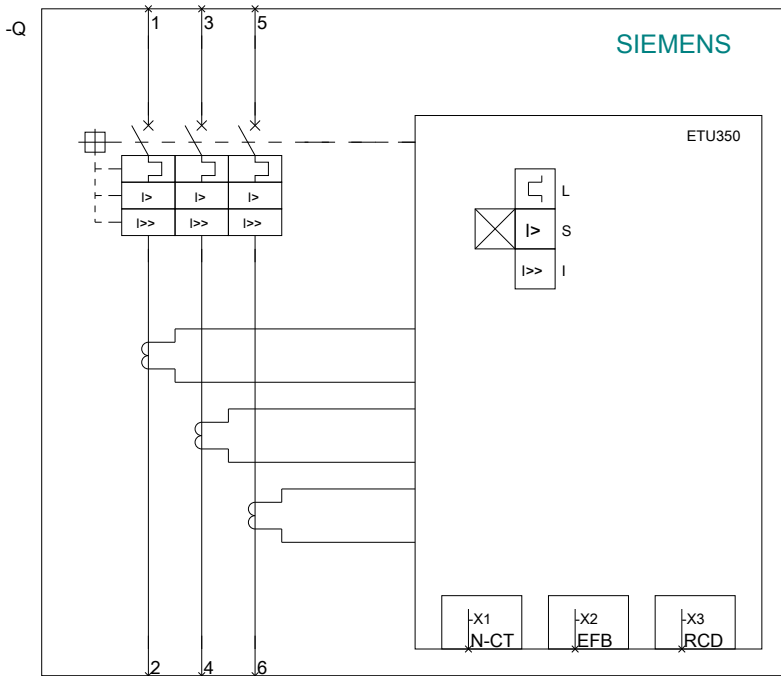 -Q
1 3 5
SIEMENS
ETU350
L
I> I> I>
I>> I>> I>>
I> S
I>> I
-X1 -X2 -X3
N-CT EFB RCD
2 4 6